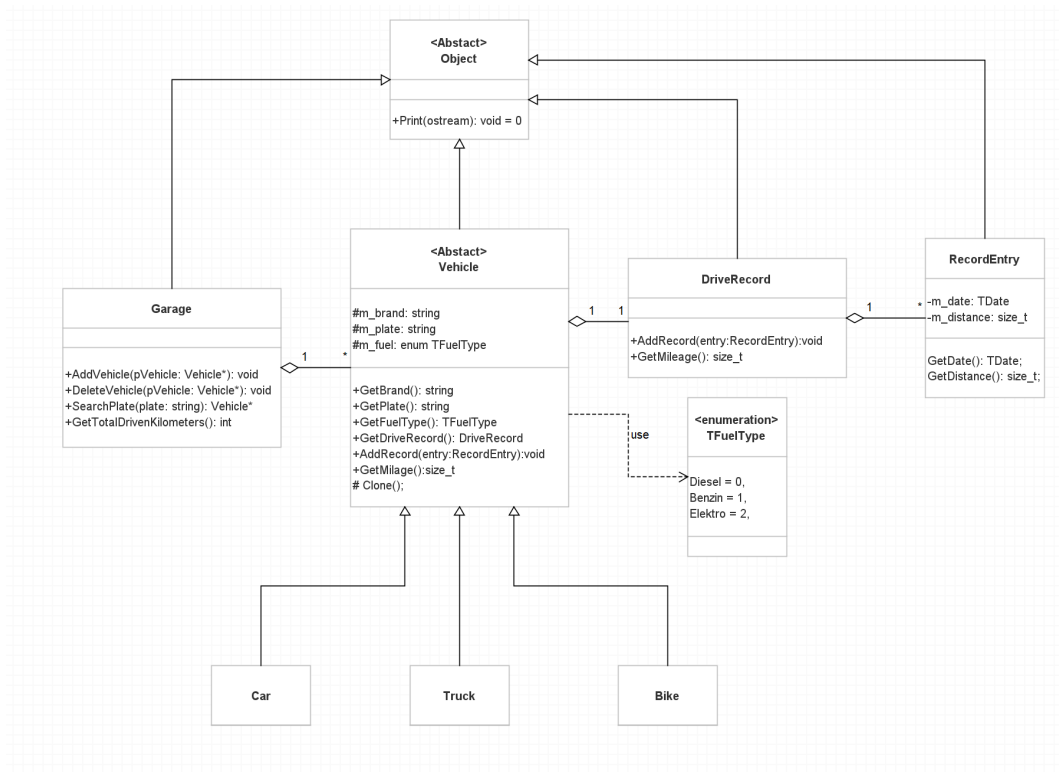 <Abstact>
Object
+Print(ostream): void = 0
<Abstact>
Vehicle
#m_brand: string
#m_plate: string
#m_fuel: enum TFuelType
+GetBrand(): string
+GetPlate(): string
+GetFuelType(): TFuelType
+GetDriveRecord(): DriveRecord
+AddRecord(entry:RecordEntry):void
+GetMilage():size_t
# Clone();
Garage
+AddVehicle(pVehicle: Vehicle*): void
+DeleteVehicle(pVehicle: Vehicle*): void
+SearchPlate(plate: string): Vehicle*
+GetTotalDrivenKilometers(): int
1
*
1
1
DriveRecord
+AddRecord(entry:RecordEntry):void
+GetMileage(): size_t
1
*
RecordEntry
-m_date: TDate
-m_distance: size_t
GetDate(): TDate;
GetDistance(): size_t;
use
<enumeration>
TFuelType
Diesel = 0,
Benzin = 1,
Elektro = 2,
Car
Truck
Bike